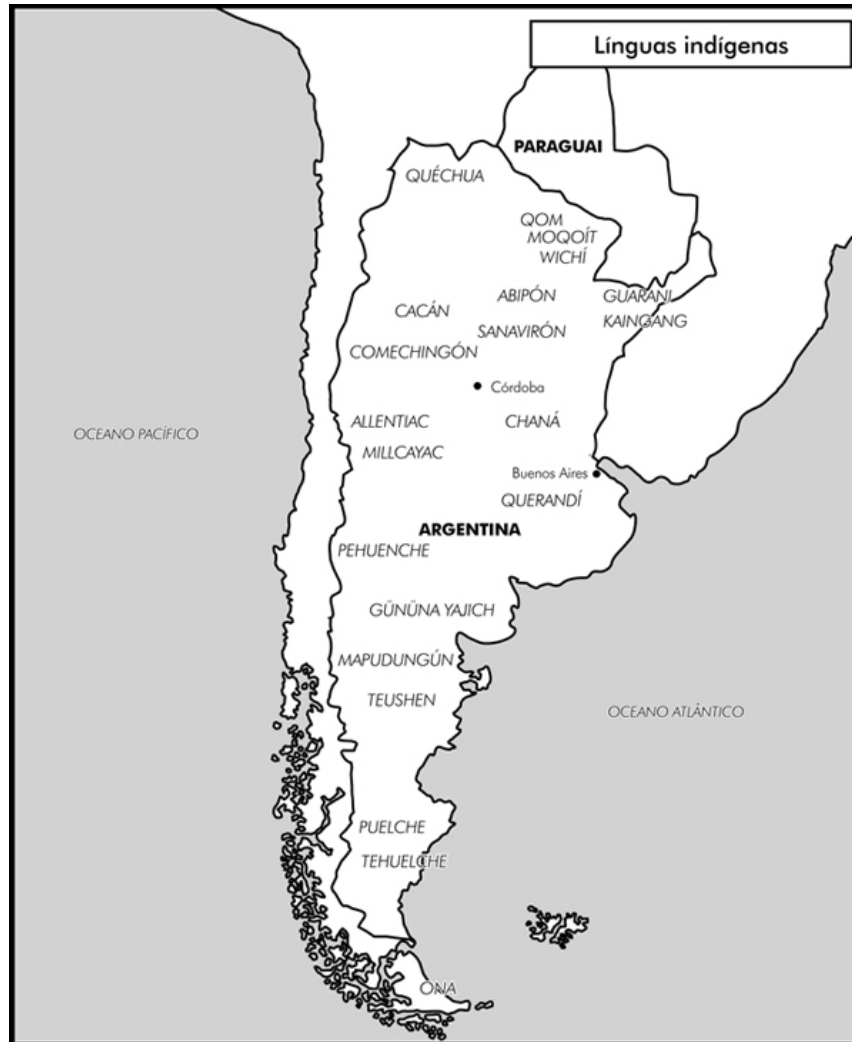 Línguas indígenas
PARAGUAI
QUÉCHUA
QOM
MOQOÍT
WICHÍ
ABIPÓN
GUARANI
CACÁN
KAINGANG
SANAVIRÓN
COMECHINGÓN
Córdoba
ALLENTIAC
CHANÁ
OCEANO PACÍFICO
MILLCAYAC
Buenos Aires
QUERANDÍ
ARGENTINA
PEHUENCHE
GÜNÜNA YAJICH
MAPUDUNGÚN
TEUSHEN
OCEANO ATLÂNTICO
PUELCHE
TEHUELCHE
ONA